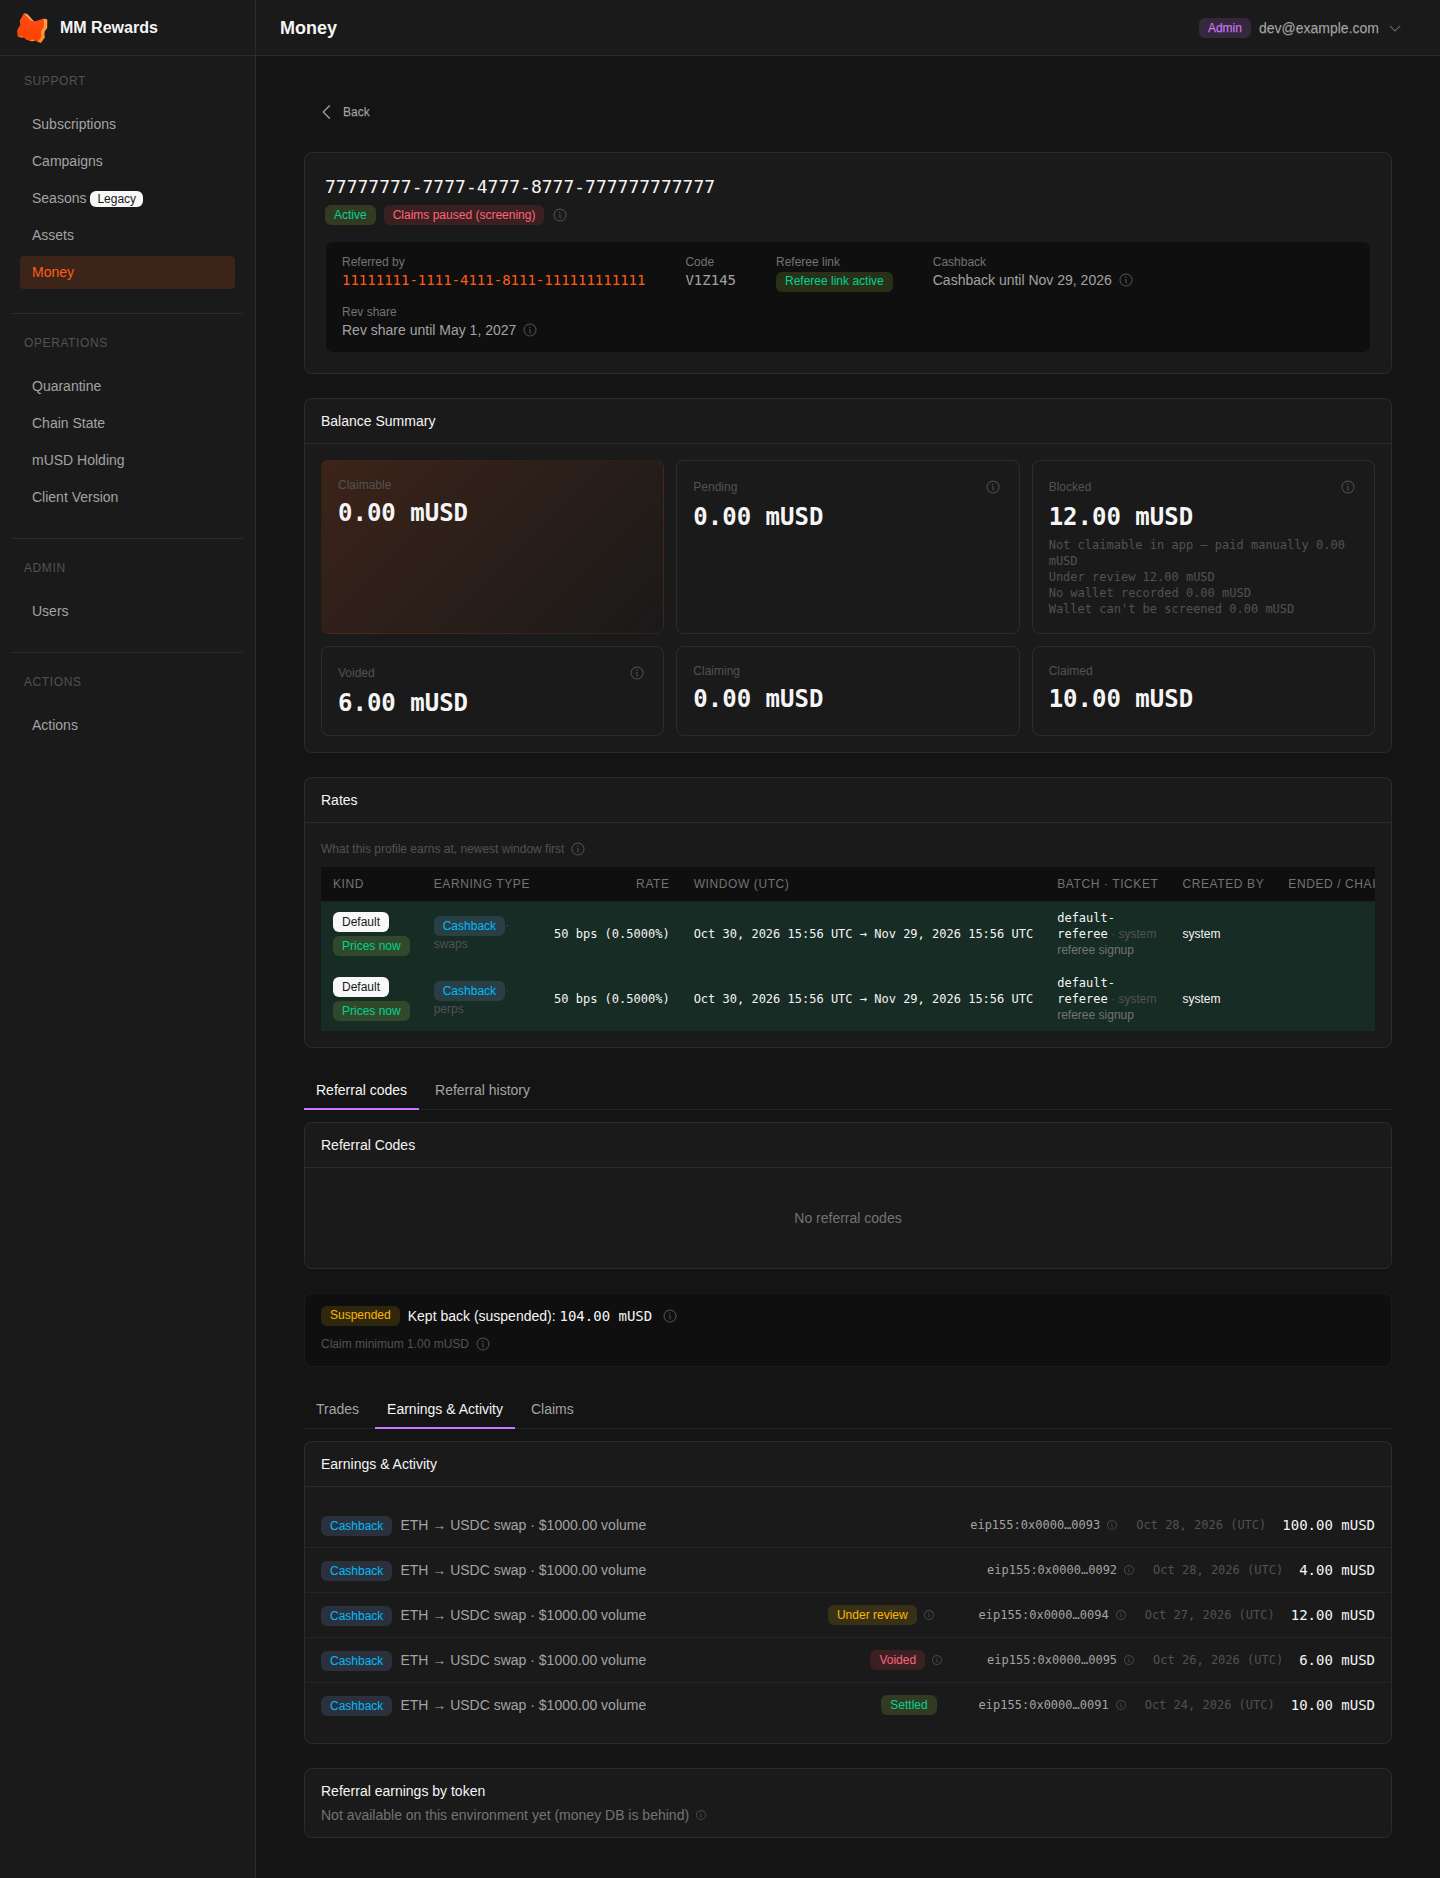 MM Rewards
Money
Admin dev@example.com
SUPPORT
Subscriptions
Campaigns
Seasons Legacy
Assets
Money
OPERATIONS
Quarantine
Chain State
mUSD Holding
Client Version
ADMIN
Users
ACTIONS
Actions
Back
77777777-7777-4777-8777-777777777777
Active Claims paused (screening)
Referred by
11111111-1111-4111-8111-111111111111
Code
V1Z145
Referee link
Referee link active
Cashback
Cashback until Nov 29, 2026
Rev share
Rev share until May 1, 2027
Balance Summary
Claimable
0.00 mUSD
Pending
0.00 mUSD
Blocked
12.00 mUSD
Not claimable in app — paid manually 0.00
mUSD
Under review 12.00 mUSD
No wallet recorded 0.00 mUSD
Wallet can't be screened 0.00 mUSD
Voided
6.00 mUSD
Claiming
0.00 mUSD
Claimed
10.00 mUSD
Rates
What this profile earns at, newest window first
KIND EARNING TYPE RATE WINDOW (UTC) BATCH · TICKET CREATED BY ENDED / CHAI
Default
Prices now
Cashback ·
swaps
50 bps (0.5000%)
Oct 30, 2026 15:56 UTC → Nov 29, 2026 15:56 UTC
default-
referee · system
referee signup
system
Default
Prices now
Cashback ·
perps
50 bps (0.5000%)
Oct 30, 2026 15:56 UTC → Nov 29, 2026 15:56 UTC
default-
referee · system
referee signup
system
Referral codes Referral history
Referral Codes
No referral codes
Suspended Kept back (suspended): 104.00 mUSD
Claim minimum 1.00 mUSD
Trades Earnings & Activity Claims
Earnings & Activity
Cashback ETH → USDC swap · $1000.00 volume eip155:0x0000…0093 Oct 28, 2026 (UTC) 100.00 mUSD
Cashback ETH → USDC swap · $1000.00 volume eip155:0x0000…0092 Oct 28, 2026 (UTC) 4.00 mUSD
Cashback ETH → USDC swap · $1000.00 volume Under review eip155:0x0000…0094 Oct 27, 2026 (UTC) 12.00 mUSD
Cashback ETH → USDC swap · $1000.00 volume Voided eip155:0x0000…0095 Oct 26, 2026 (UTC) 6.00 mUSD
Cashback ETH → USDC swap · $1000.00 volume Settled eip155:0x0000…0091 Oct 24, 2026 (UTC) 10.00 mUSD
Referral earnings by token
Not available on this environment yet (money DB is behind)